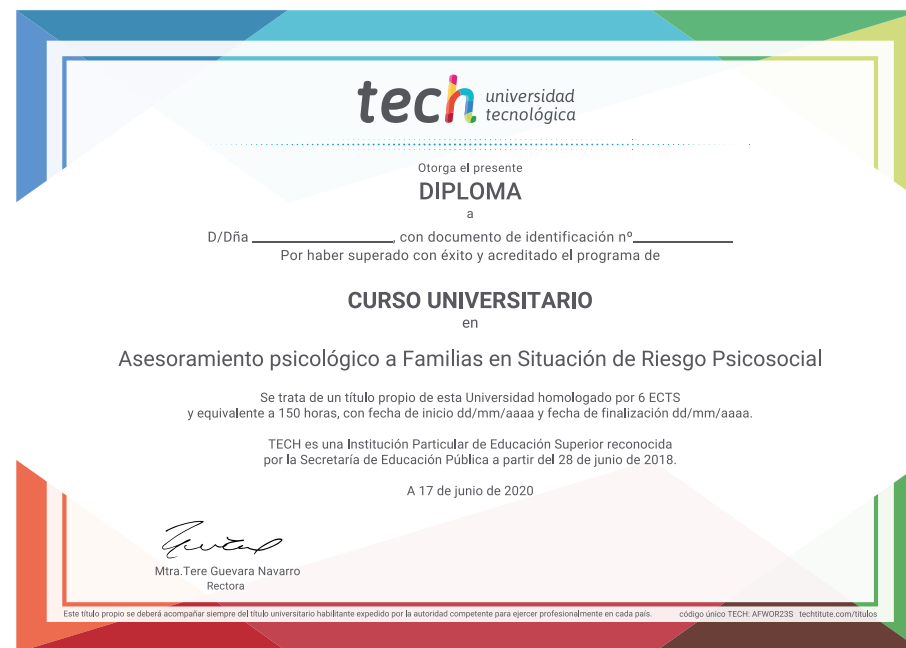 tech universidad
tecnológica
Otorga el presente
DIPLOMA
a
D/Dña ____________________, con documento de identificación nº______________
Por haber superado con éxito y acreditado el programa de
CURSO UNIVERSITARIO
en
Asesoramiento psicológico a Familias en Situación de Riesgo Psicosocial
Se trata de un título propio de esta Universidad homologado por 6 ECTS
y equivalente a 150 horas, con fecha de inicio dd/mm/aaaa y fecha de finalización dd/mm/aaaa.
TECH es una Institución Particular de Educación Superior reconocida
por la Secretaría de Educación Pública a partir del 28 de junio de 2018.
A 17 de junio de 2020
Mtra.Tere Guevara Navarro
Rectora
Este título propio se deberá acompañar siempre del título universitario habilitante expedido por la autoridad competente para ejercer profesionalmente en cada país. código único TECH: AFWOR23S techtitute.com/titulos